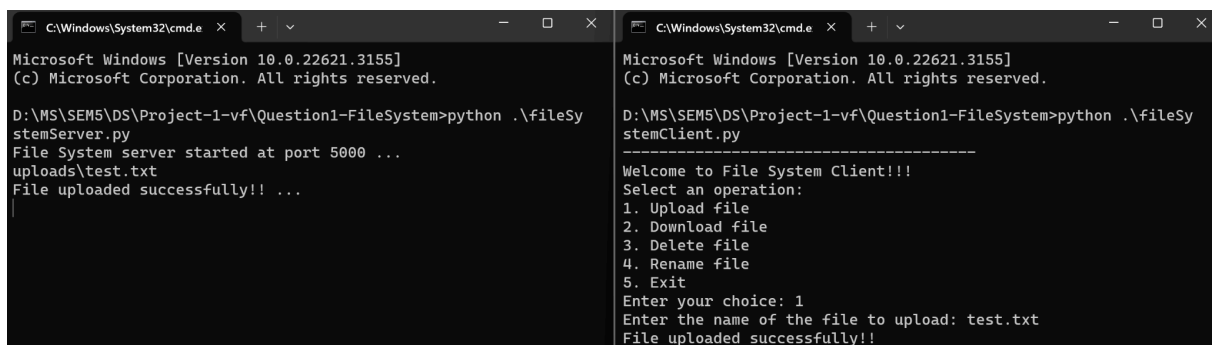 C:\Windows\System32\cmd.e
Microsoft Windows [Version 10.0.22621.3155]
(c) Microsoft Corporation. All rights reserved.
D:\MS\SEM5\DS\Project-1-vf\Question1-FileSystem>python .\fileSy
stemServer.py
File System server started at port 5000 ...
uploads\test.txt
File uploaded successfully!! ...
C:\Windows\System32\cmd.e
Microsoft Windows [Version 10.0.22621.3155]
(c) Microsoft Corporation. All rights reserved.
D:\MS\SEM5\DS\Project-1-vf\Question1-FileSystem>python .\fileSy
stemClient.py
---------------------------------------
Welcome to File System Client!!!
Select an operation:
1. Upload file
2. Download file
3. Delete file
4. Rename file
5. Exit
Enter your choice: 1
Enter the name of the file to upload: test.txt
File uploaded successfully!!